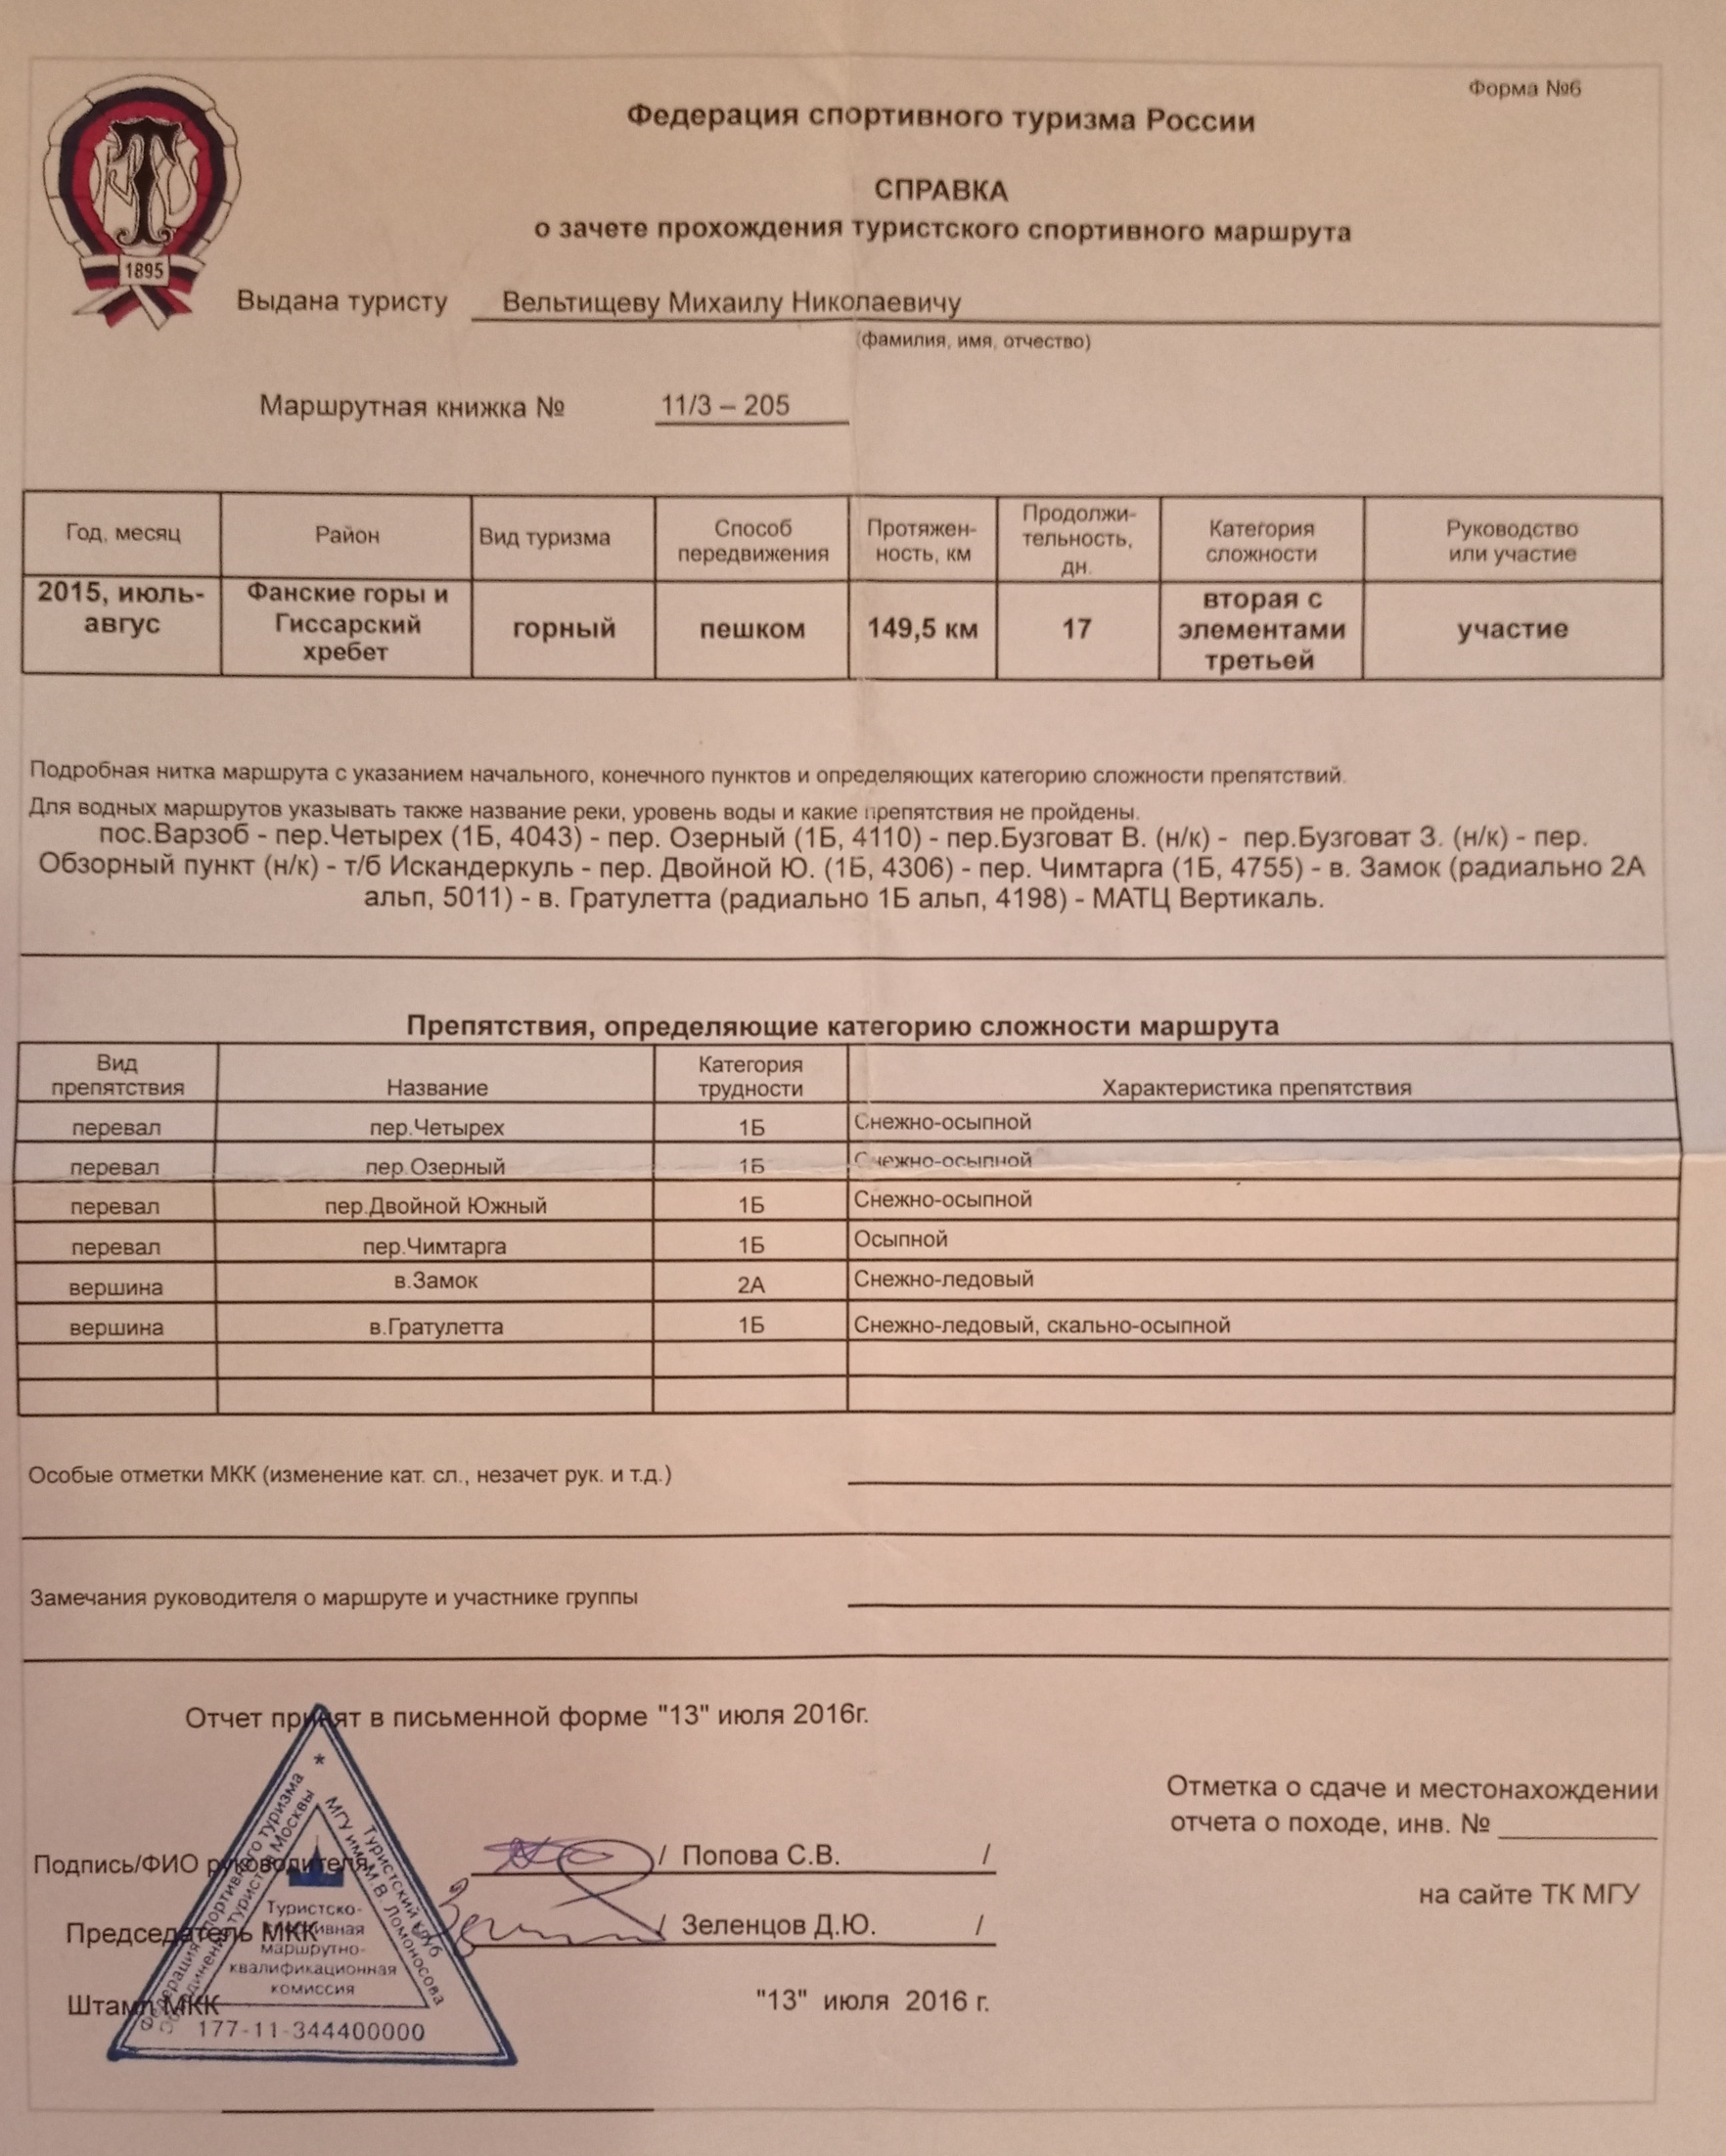 Форма №6
Федерация спортивного туризма России
СПРАВКА
о зачете прохождения туристского спортивного маршрута
1895
Выдана туристу Вельтищеву Михаилу Николаевичу
(фамилия, имя, отчество)
Маршрутная книжка № 11/3 – 205
Год, месяц Район Вид туризма Способ передвижения Протяжен-ность, км Продолжи-тельность, дн. Категория сложности Руководство или участие
2015, июль-авгус Фанские горы и Гиссарский хребет горный пешком 149,5 км 17 вторая с элементами третьей участие
Подробная нитка маршрута с указанием начального, конечного пунктов и определяющих категорию сложности препятствий.
Для водных маршрутов указывать также название реки, уровень воды и какие препятствия не пройдены.
пос.Варзоб - пер.Четырех (1Б, 4043) - пер. Озерный (1Б, 4110) - пер.Бузговат В. (н/к) - пер.Бузговат З. (н/к) - пер.
Обзорный пункт (н/к) - т/б Искандеркуль - пер. Двойной Ю. (1Б, 4306) - пер. Чимтарга (1Б, 4755) - в. Замок (радиально 2А
альп, 5011) - в. Гратулетта (радиально 1Б альп, 4198) - МАТЦ Вертикаль.
Препятствия, определяющие категорию сложности маршрута
Вид препятствия Название Категория трудности Характеристика препятствия
перевал пер.Четырех 1Б Снежно-осыпной
перевал пер.Озерный 1Б Снежно-осыпной
перевал пер.Двойной Южный 1Б Снежно-осыпной
перевал пер.Чимтарга 1Б Осыпной
вершина в.Замок 2А Снежно-ледовый
вершина в.Гратулетта 1Б Снежно-ледовый, скально-осыпной
Особые отметки МКК (изменение кат. сл., незачет рук. и т.д.)
Замечания руководителя о маршруте и участнике группы
Отчет принят в письменной форме "13" июля 2016г.
Отметка о сдаче и местонахождении
отчета о походе, инв. №
на сайте ТК МГУ
Подпись/ФИО руководителя / Попова С.В. /
Председатель МКК / Зеленцов Д.Ю. /
Штамп МКК "13" июля 2016 г.
Федерация спортивного туризма
Объединение туристов Москвы
Туристский клуб
МГУ им. М.В. Ломоносова
Туристско-
спортивная
маршрутно-
квалификационная
комиссия
177-11-344400000